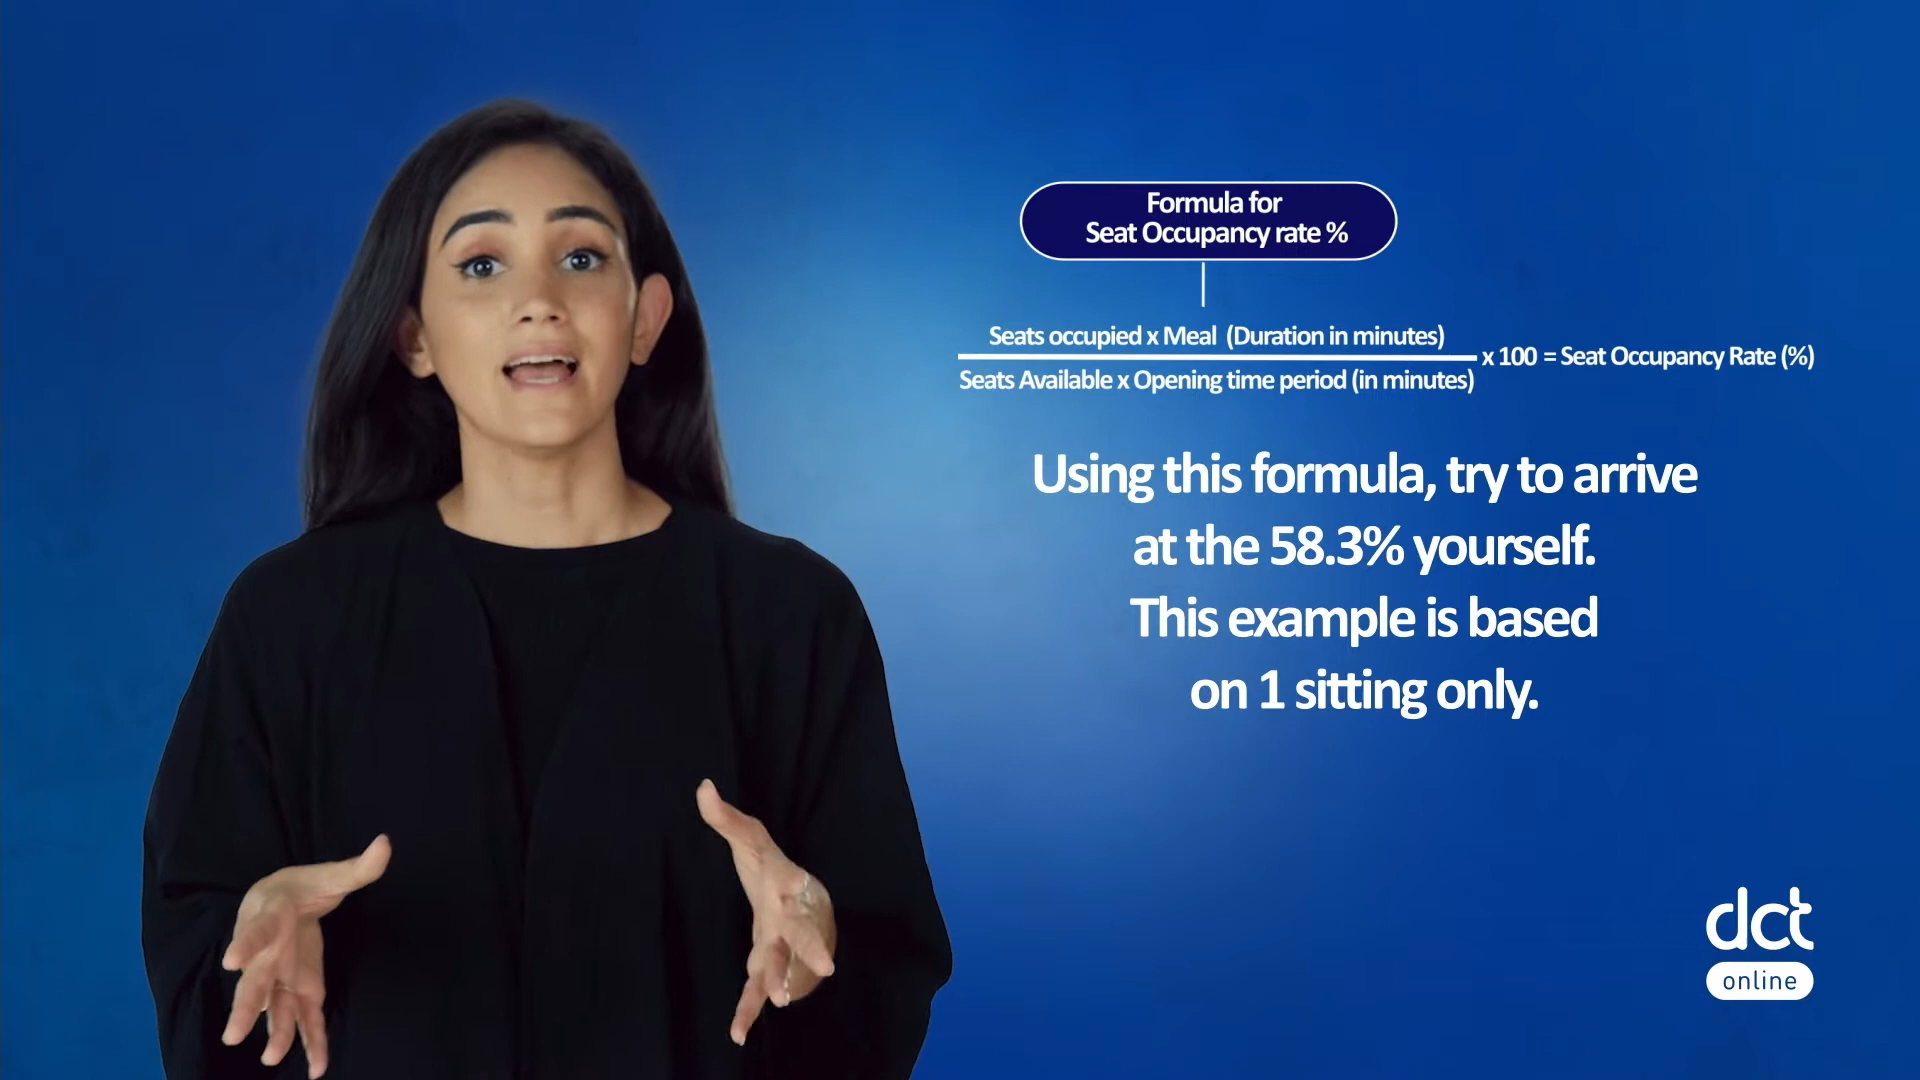 Formula for
Seat Occupancy rate %
Seats occupied x Meal (Duration in minutes)
Seats Available x Opening time period (in minutes)
x 100 = Seat Occupancy Rate (%)
Using this formula, try to arrive
at the 58.3% yourself.
This example is based
on 1 sitting only.
dct
online